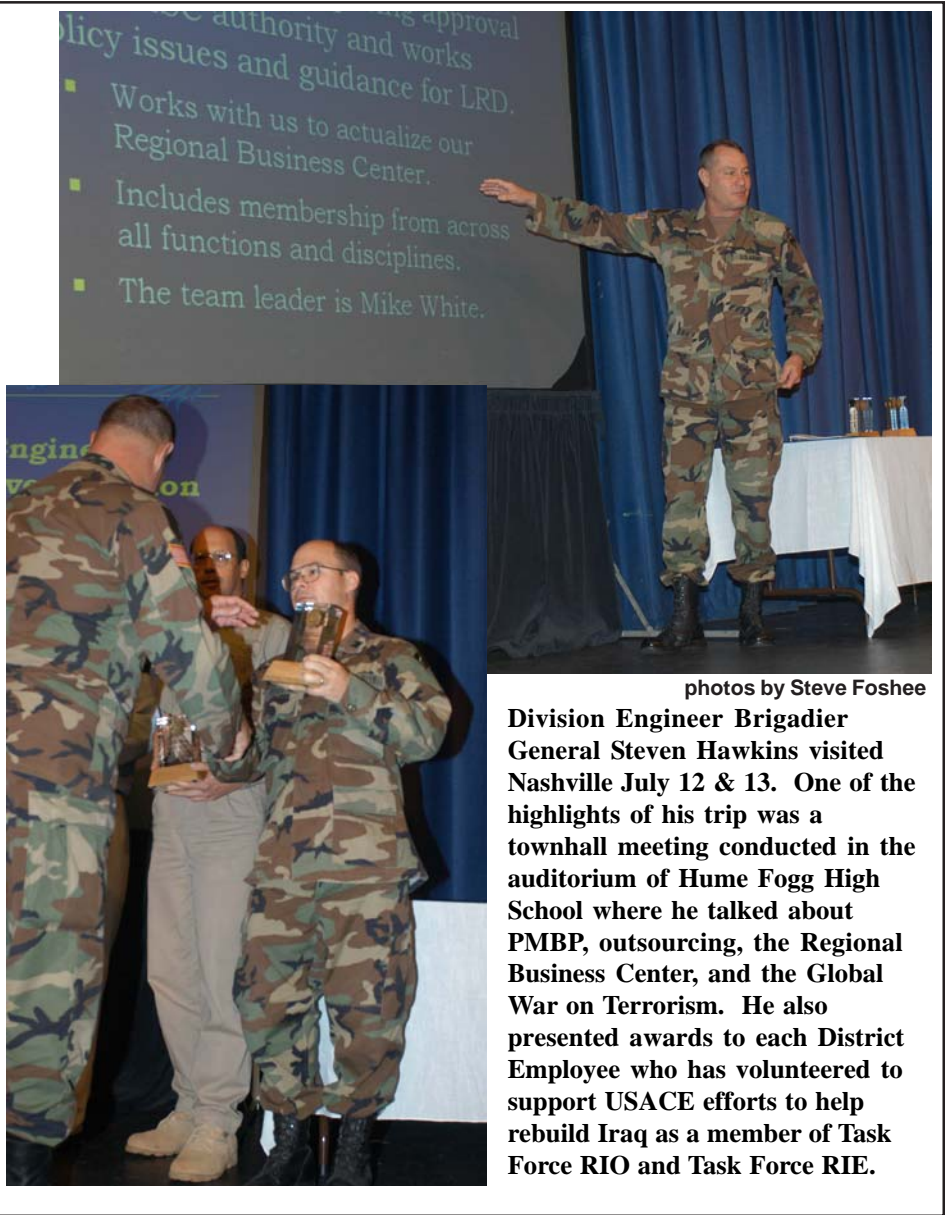 authority and works
policy issues and guidance for LRD.
▪ Works with us to actualize our
Regional Business Center.
▪ Includes membership from across
all functions and disciplines.
▪ The team leader is Mike White.
photos by Steve Foshee
Division Engineer Brigadier
General Steven Hawkins visited
Nashville July 12 & 13. One of the
highlights of his trip was a
townhall meeting conducted in the
auditorium of Hume Fogg High
School where he talked about
PMBP, outsourcing, the Regional
Business Center, and the Global
War on Terrorism. He also
presented awards to each District
Employee who has volunteered to
support USACE efforts to help
rebuild Iraq as a member of Task
Force RIO and Task Force RIE.